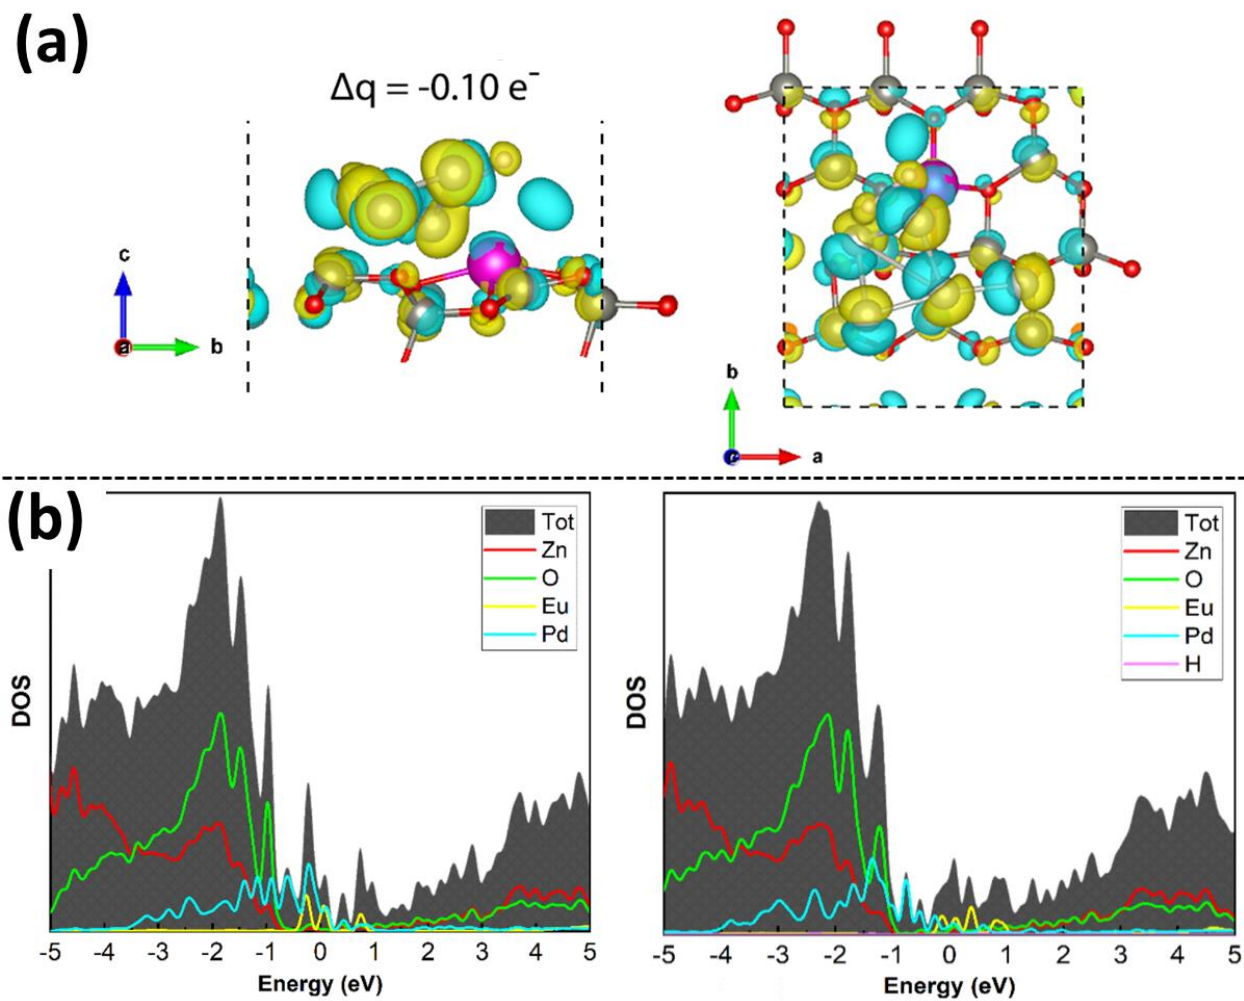 (a)
Δq = -0.10 e⁻
c
a
b
b
c
a
(b)
Tot
Zn
O
Eu
Pd
DOS
-5 -4 -3 -2 -1 0 1 2 3 4 5
Energy (eV)
Tot
Zn
O
Eu
Pd
H
DOS
-5 -4 -3 -2 -1 0 1 2 3 4 5
Energy (eV)